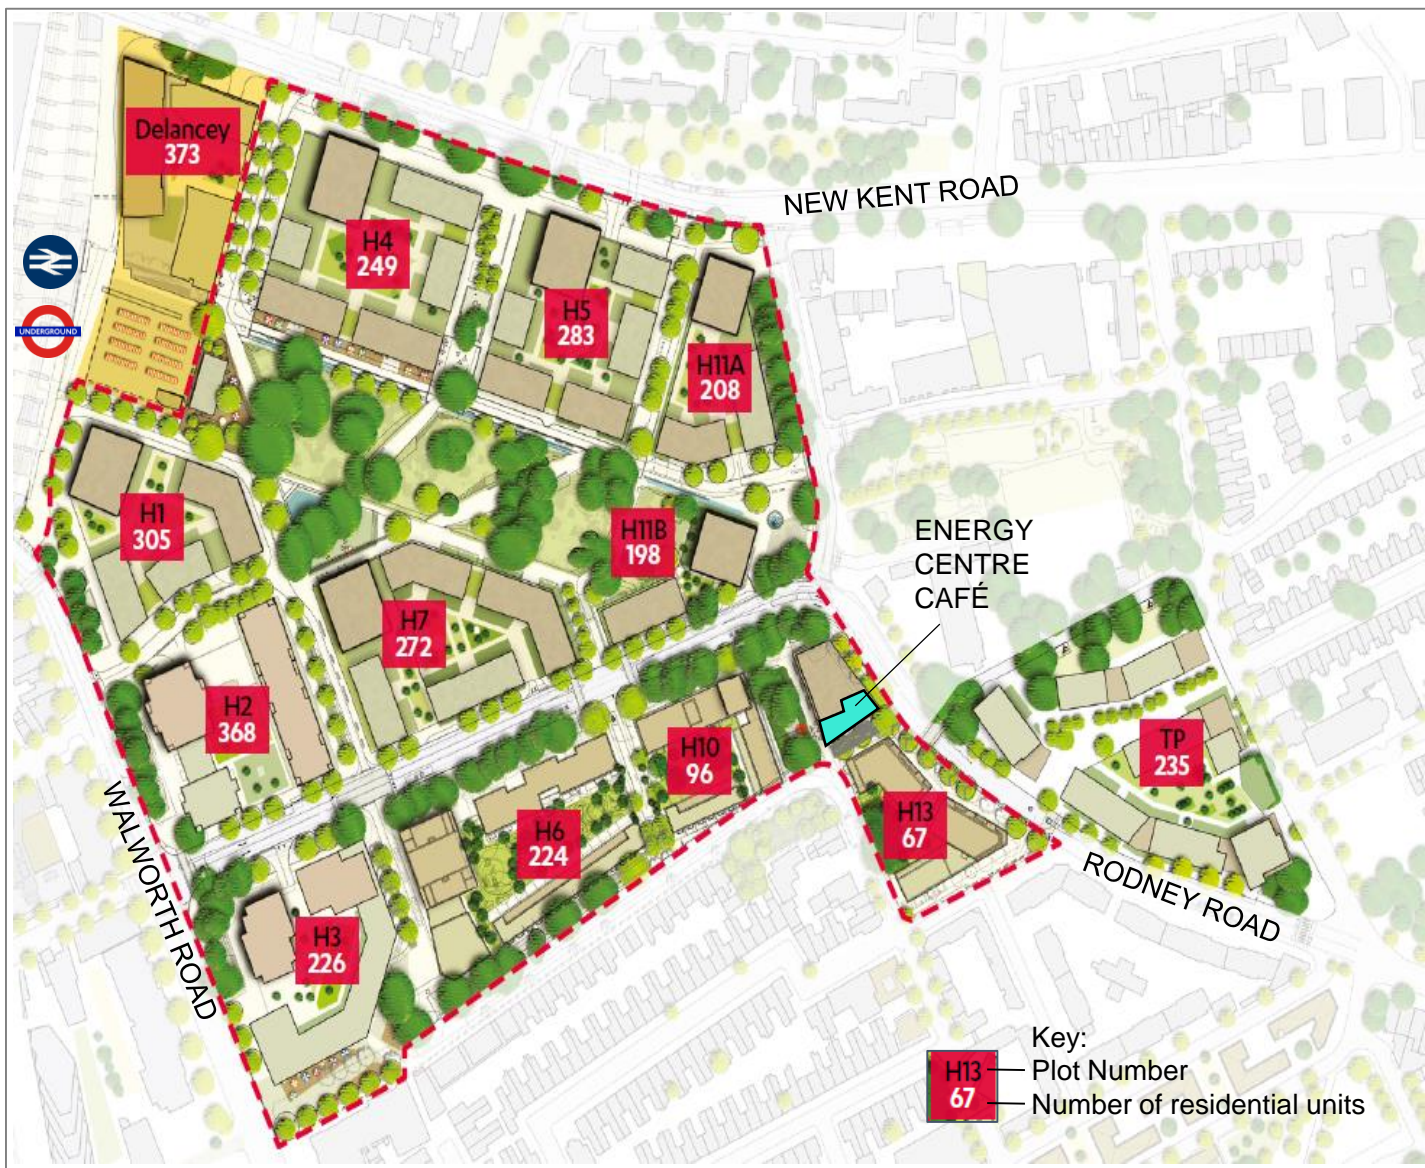 Delancey
373
NEW KENT ROAD
H4
249
UNDERGROUND
H5
283
H11A
208
H1
305
H11B
198
ENERGY
CENTRE
CAFÉ
H7
272
H2
368
H10
96
TP
235
WALWORTH ROAD
H6
224
H13
67
RODNEY ROAD
H3
226
Key:
H13
67
Plot Number
Number of residential units